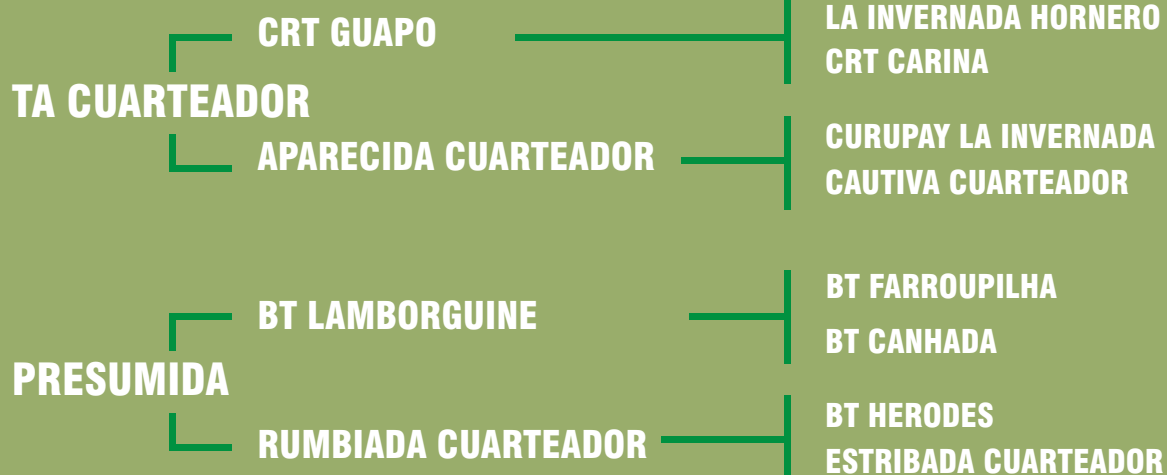 LA INVERNADA HORNERO
CRT GUAPO
CRT CARINA
TA CUARTEADOR
CURUPAY LA INVERNADA
APARECIDA CUARTEADOR
CAUTIVA CUARTEADOR
BT FARROUPILHA
BT LAMBORGUINE
BT CANHADA
PRESUMIDA
BT HERODES
RUMBIADA CUARTEADOR
ESTRIBADA CUARTEADOR